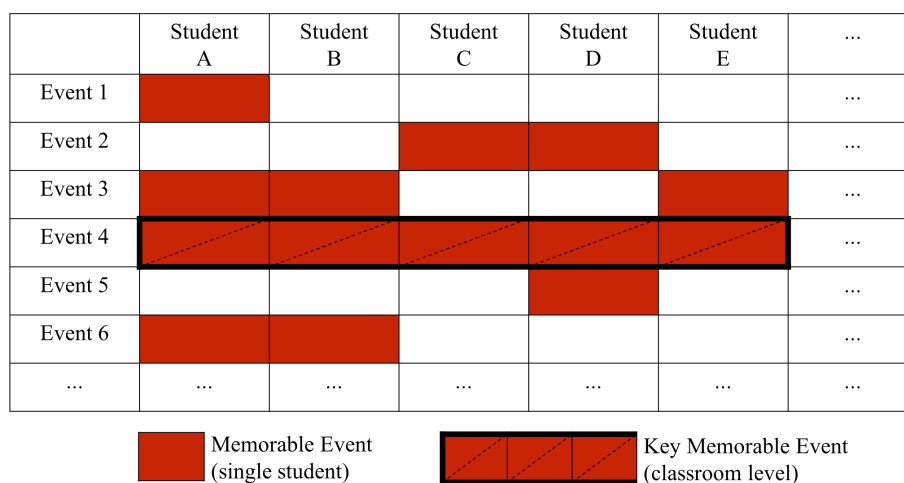 Student A Student B Student C Student D Student E ...
Event 1 ...
Event 2 ...
Event 3 ...
Event 4 ...
Event 5 ...
Event 6 ...
... ... ... ... ... ... ...
Memorable Event
(single student)
Key Memorable Event
(classroom level)